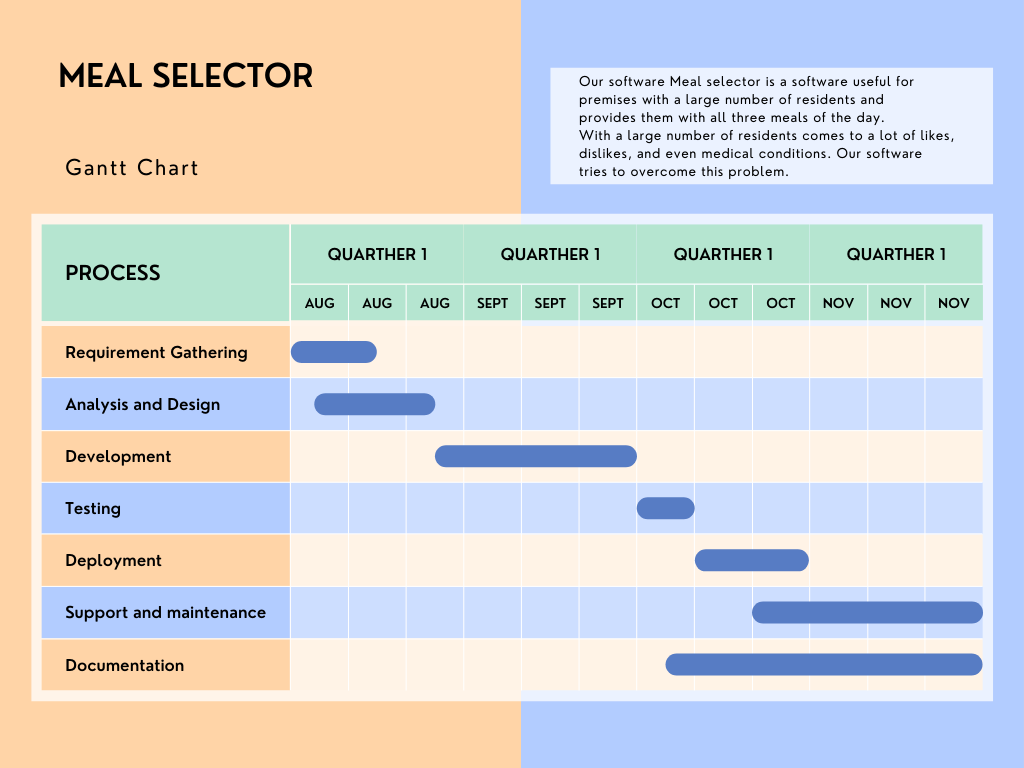 MEAL SELECTOR
Gantt Chart
Our software Meal selector is a software useful for
premises with a large number of residents and
provides them with all three meals of the day.
With a large number of residents comes to a lot of likes,
dislikes, and even medical conditions. Our software
tries to overcome this problem.
PROCESS
QUARTHER 1 QUARTHER 1 QUARTHER 1 QUARTHER 1
AUG AUG AUG SEPT SEPT SEPT OCT OCT OCT NOV NOV NOV
Requirement Gathering
Analysis and Design
Development
Testing
Deployment
Support and maintenance
Documentation